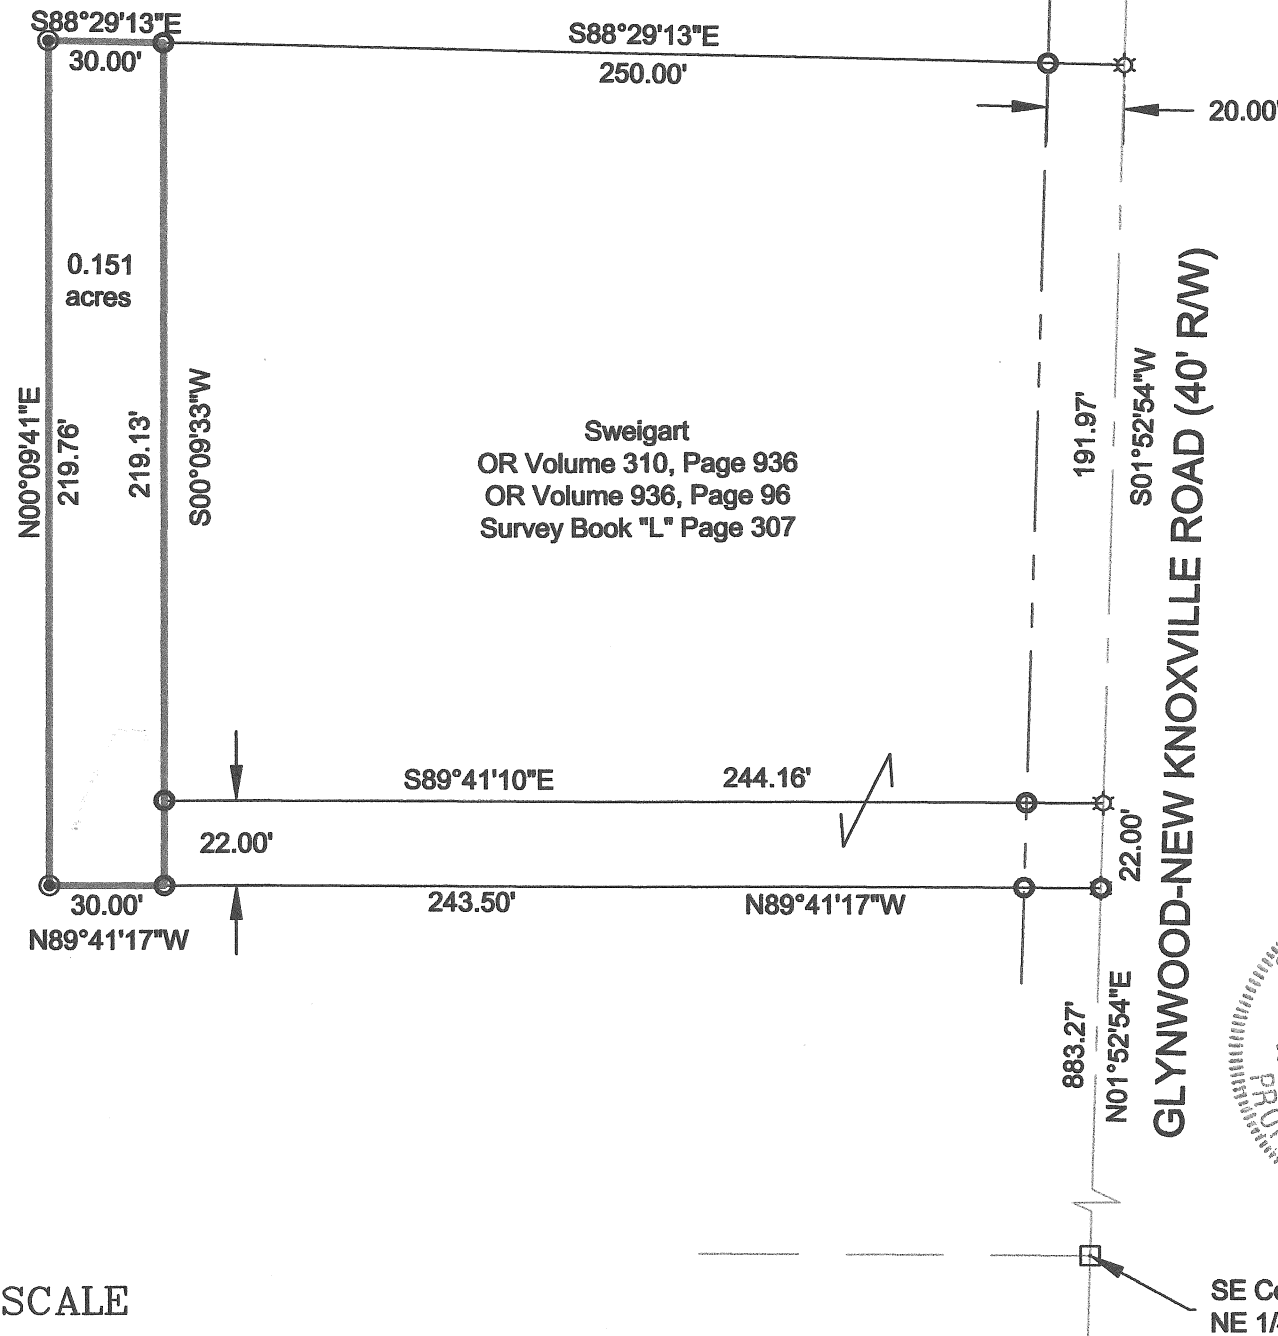 S88°29'13"E
30.00'
S88°29'13"E
250.00'
20.00'
0.151
acres
N00°09'41"E
219.76'
219.13'
S00°09'33"W
Sweigart
OR Volume 310, Page 936
OR Volume 936, Page 96
Survey Book "L" Page 307
191.97'
S01°52'54"W
GLYNWOOD-NEW KNOXVILLE ROAD (40' R/W)
S89°41'10"E
244.16'
22.00'
22.00'
30.00'
N89°41'17"W
243.50'
N89°41'17"W
883.27'
N01°52'54"E
SCALE
SE
NE